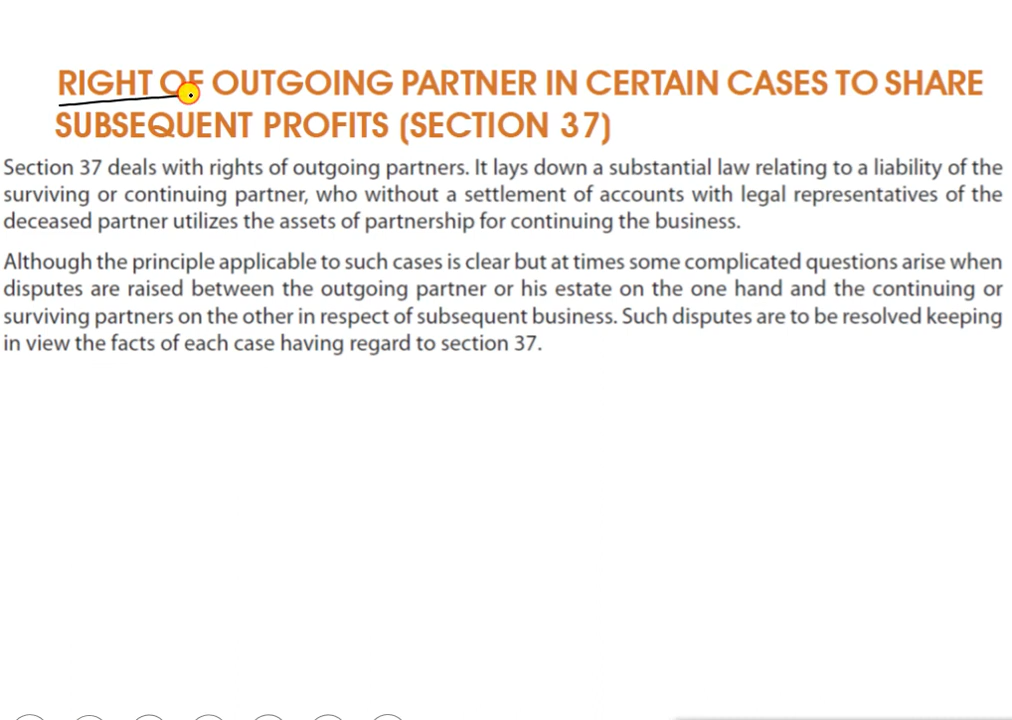 RIGHT OF OUTGOING PARTNER IN CERTAIN CASES TO SHARE
SUBSEQUENT PROFITS (SECTION 37)
Section 37 deals with rights of outgoing partners. It lays down a substantial law relating to a liability of the
surviving or continuing partner, who without a settlement of accounts with legal representatives of the
deceased partner utilizes the assets of partnership for continuing the business.
Although the principle applicable to such cases is clear but at times some complicated questions arise when
disputes are raised between the outgoing partner or his estate on the one hand and the continuing or
surviving partners on the other in respect of subsequent business. Such disputes are to be resolved keeping
in view the facts of each case having regard to section 37.